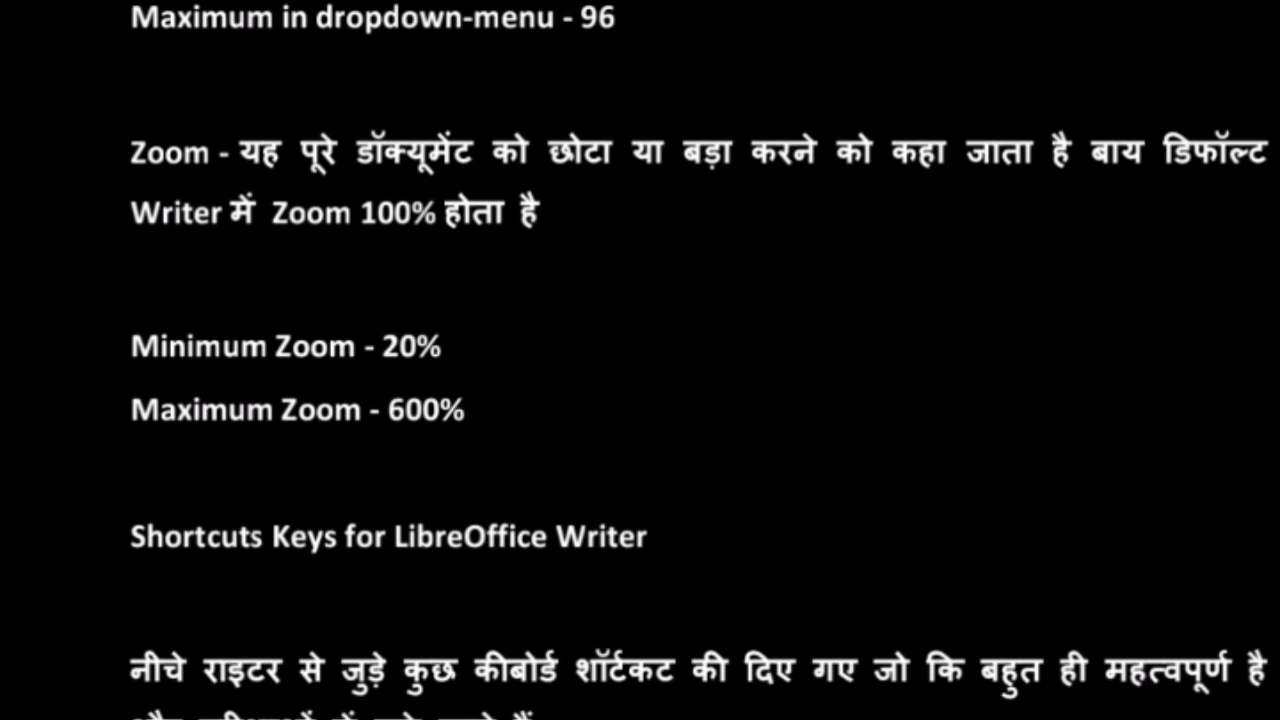 Maximum in dropdown-menu - 96
Zoom - यह पूरे डॉक्यूमेंट को छोटा या बड़ा करने को कहा जाता है बाय डिफॉल्ट
Writer में Zoom 100% होता है
Minimum Zoom - 20%
Maximum Zoom - 600%
Shortcuts Keys for LibreOffice Writer
नीचे राइटर से जुड़े कुछ कीबोर्ड शॉर्टकट की दिए गए जो कि बहुत ही महत्वपूर्ण है